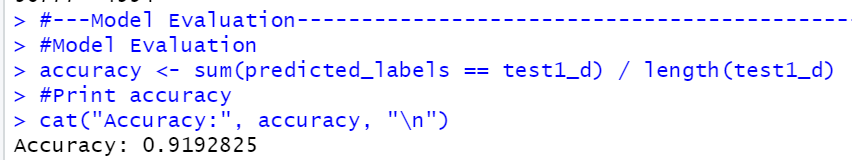 > #---Model Evaluation-------------------------------------------
> #Model Evaluation
> accuracy <- sum(predicted_labels == test1_d) / length(test1_d)
> #Print accuracy
> cat("Accuracy:", accuracy, "\n")
Accuracy: 0.9192825